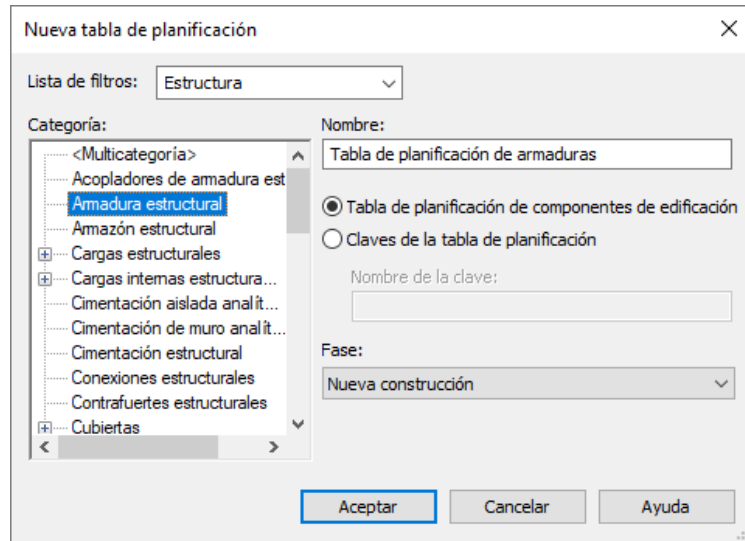 Nueva tabla de planificación
Lista de filtros:
Estructura
Categoría:
<Multicategoría>
Acopladores de armadura est
Armadura estructural
Armazón estructural
Cargas estructurales
Cargas internas estructura...
Cimentación aislada analít...
Cimentación de muro analít...
Cimentación estructural
Conexiones estructurales
Contrafuertes estructurales
Cubiertas
Nombre:
Tabla de planificación de armaduras
Tabla de planificación de componentes de edificación
Claves de la tabla de planificación
Nombre de la clave:
Fase:
Nueva construcción
Aceptar
Cancelar
Ayuda